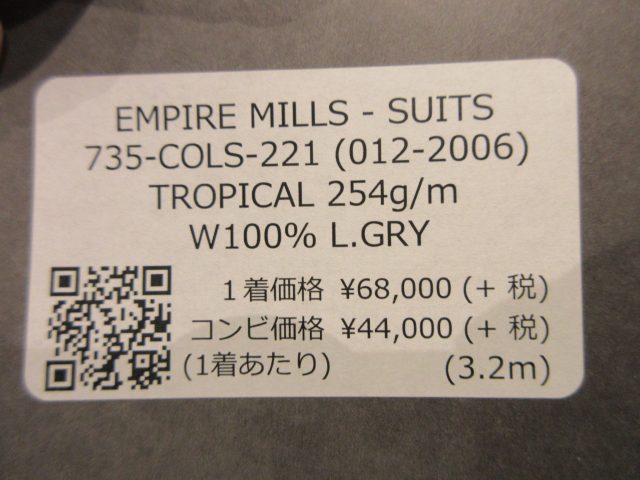 EMPIRE MILLS - SUITS
735-COLS-221 (012-2006)
TROPICAL 254g/m
W100% L.GRY
1着価格 ¥68,000 (+ 税)
コンビ価格 ¥44,000 (+ 税)
(1着あたり) (3.2m)